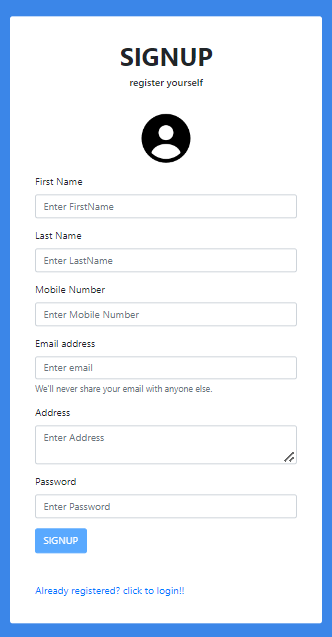 SIGNUP
register yourself
First Name
Enter FirstName
Last Name
Enter LastName
Mobile Number
Enter Mobile Number
Email address
Enter email
We'll never share your email with anyone else.
Address
Enter Address
Password
Enter Password
SIGNUP
Already registered? click to login!!